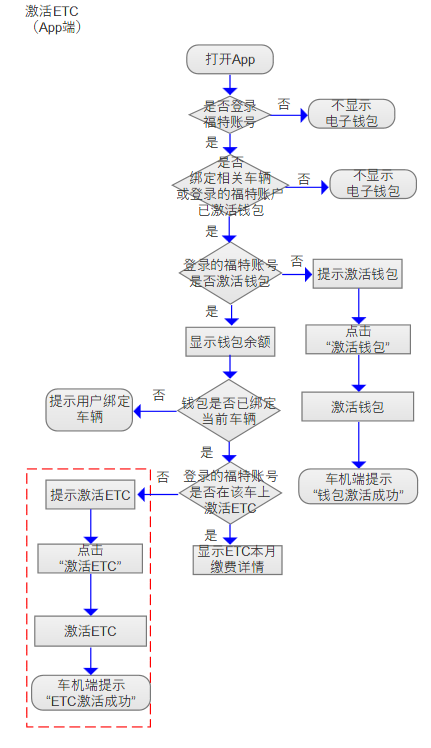 激活ETC
（App端）
打开App
是否登录
福特账号
否
不显示
电子钱包
是
是否
绑定相关车辆
或登录的福特账户
已激活钱包
否
不显示
电子钱包
是
登录的福特账号
是否激活钱包
否
提示激活钱包
是
点击
“激活钱包”
显示钱包余额
激活钱包
钱包是否已绑定
当前车辆
否
提示用户绑定
车辆
是
车机端提示
“钱包激活成功”
登录的福特账号
是否在该车上
激活ETC
否
提示激活ETC
是
显示ETC本月
缴费详情
点击
“激活ETC”
激活ETC
车机端提示
“ETC激活成功”